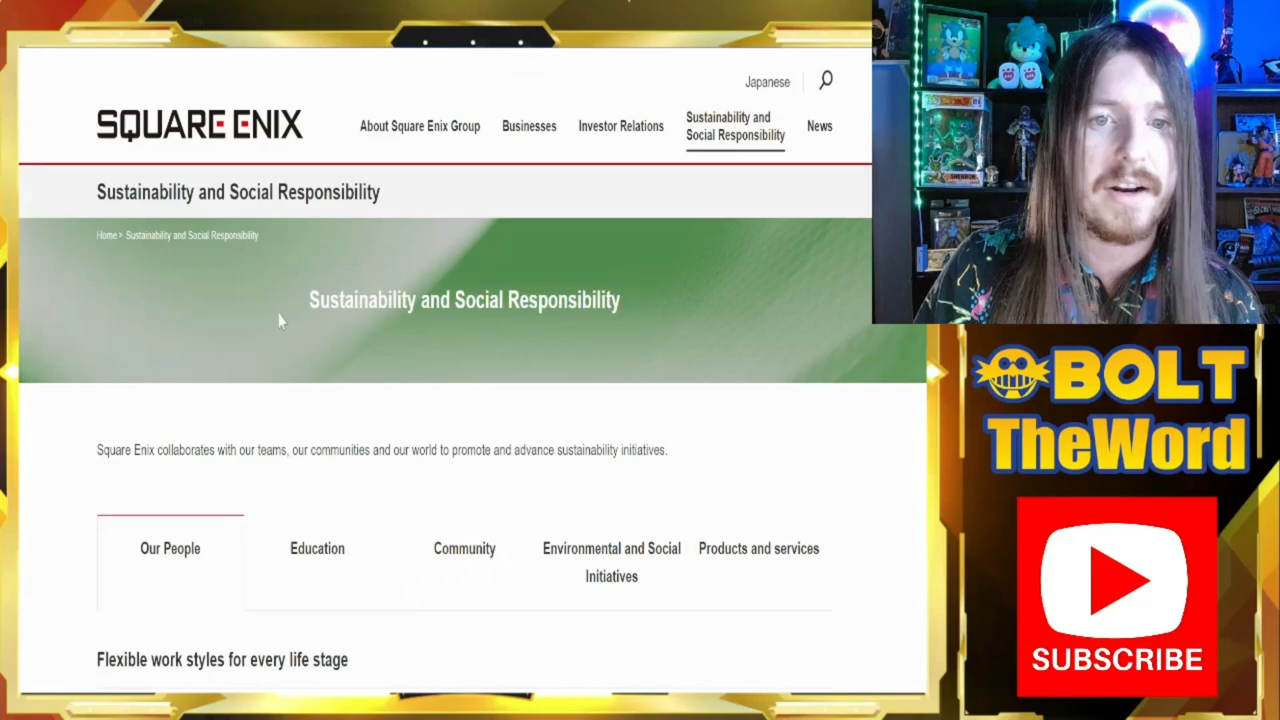 Japanese
SQUARE ENIX
About Square Enix Group
Businesses
Investor Relations
Sustainability and
Social Responsibility
News
Sustainability and Social Responsibility
Home > Sustainability and Social Responsibility
Sustainability and Social Responsibility
Square Enix collaborates with our teams, our communities and our world to promote and advance sustainability initiatives.
Our People
Education
Community
Environmental and Social
Initiatives
Products and services
Flexible work styles for every life stage
BOLT
TheWord
SUBSCRIBE